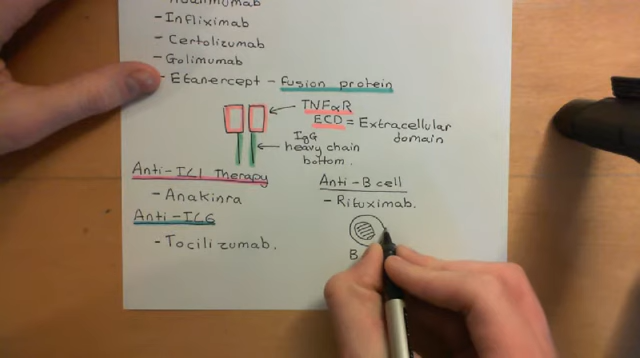 -Infliximab
-Certolizumab
-Golimumab
-Etanercept - fusion protein
TNFαR
ECD = Extracellular domain
IgG
heavy chain
bottom.
Anti-IL1 Therapy
-Anakinra
Anti-IL6
-Tocilizumab.
Anti-B cell
-Rituximab.
B